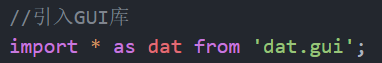 //引入GUI库
import * as dat from 'dat.gui';